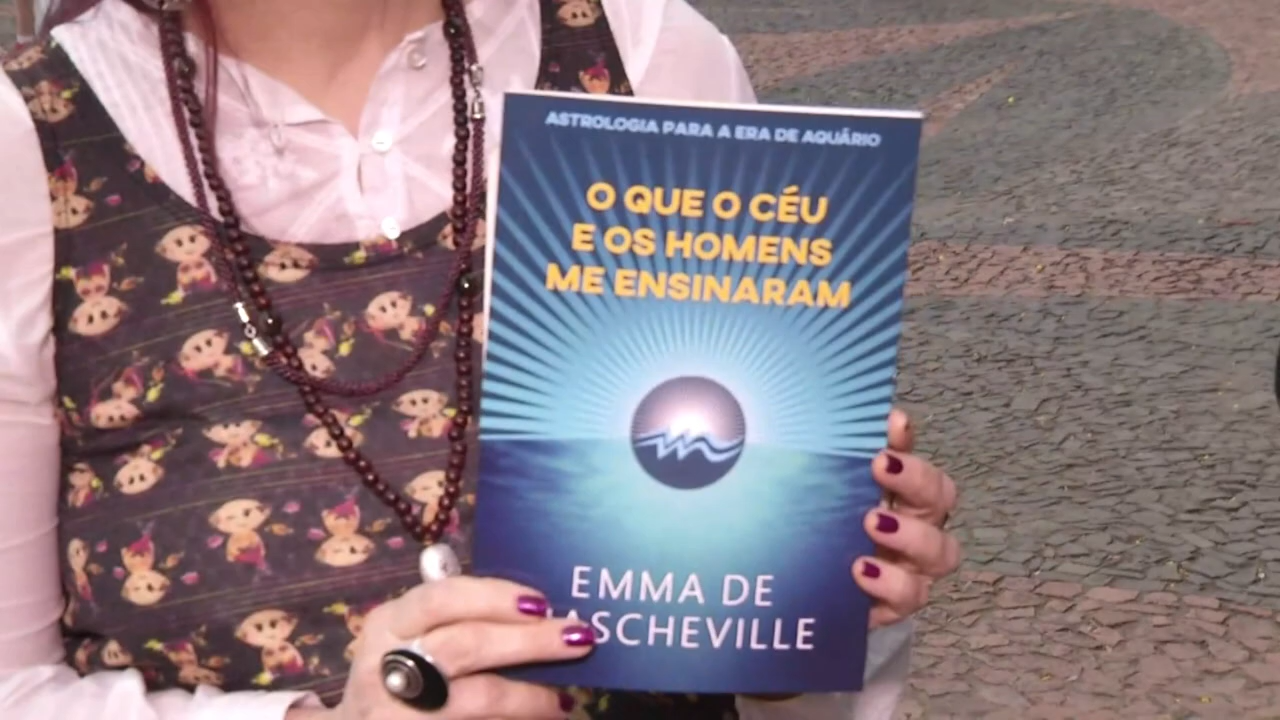 ASTROLOGIA PARA A ERA DE AQUÁRIO
O QUE O CÉU
E OS HOMENS
ME ENSINARAM
EMMA DE